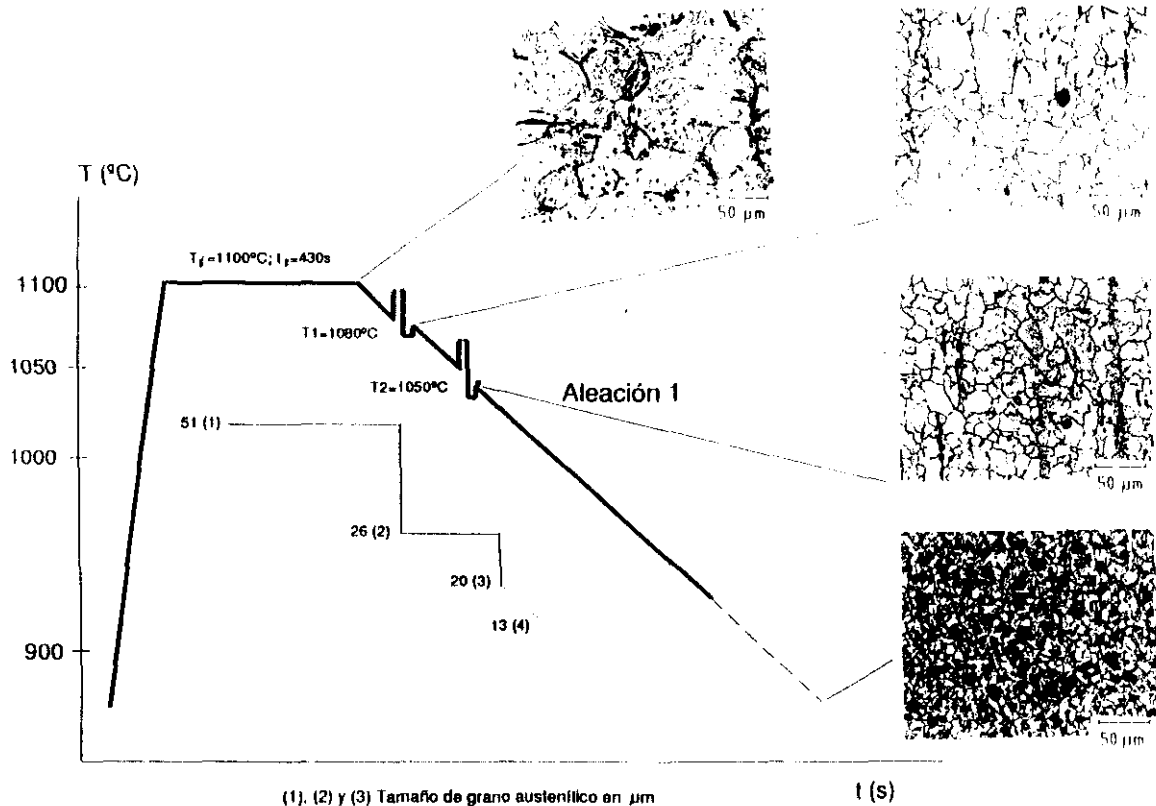 50 µm
50 µm
T (ºC)
Tγ=1100ºC; tγ=430s
1100
T1=1080ºC
1050
T2=1050ºC
Aleación 1
50 µm
51 (1)
1000
26 (2)
20 (3)
13 (4)
900
50 µm
t (s)
(1), (2) y (3) Tamaño de grano austenítico en µm